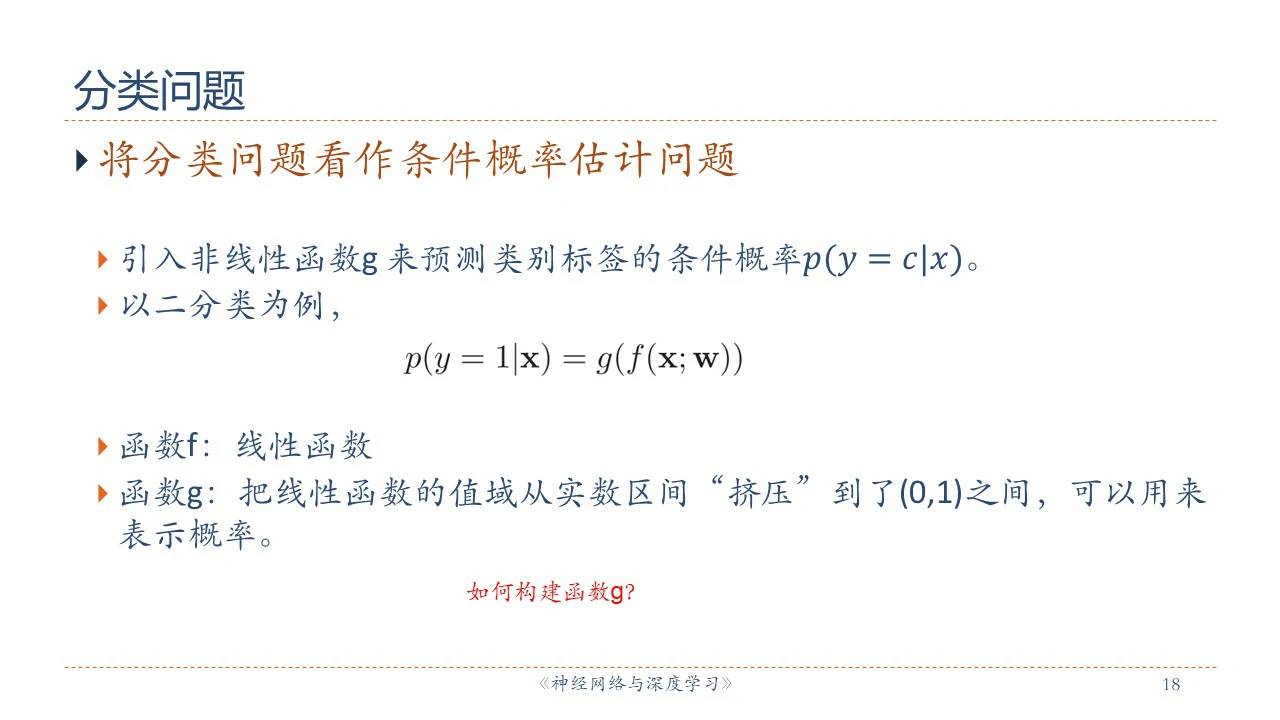 分类问题
将分类问题看作条件概率估计问题
引入非线性函数g 来预测类别标签的条件概率p(y = c|x)。
以二分类为例，
p(y = 1|x) = g(f(x; w))
函数f：线性函数
函数g：把线性函数的值域从实数区间“挤压”到了(0,1)之间，可以用来
表示概率。
如何构建函数g？
《神经网络与深度学习》
18